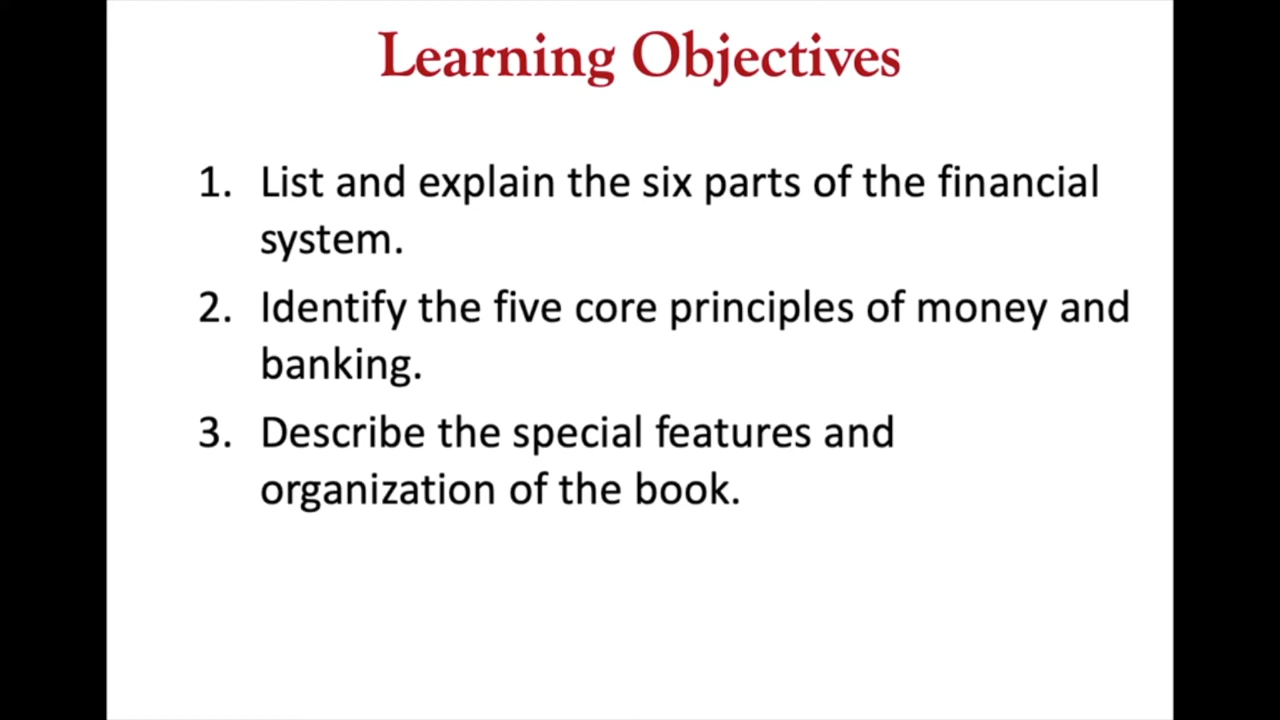 Learning Objectives
1. List and explain the six parts of the financial
system.
2. Identify the five core principles of money and
banking.
3. Describe the special features and
organization of the book.